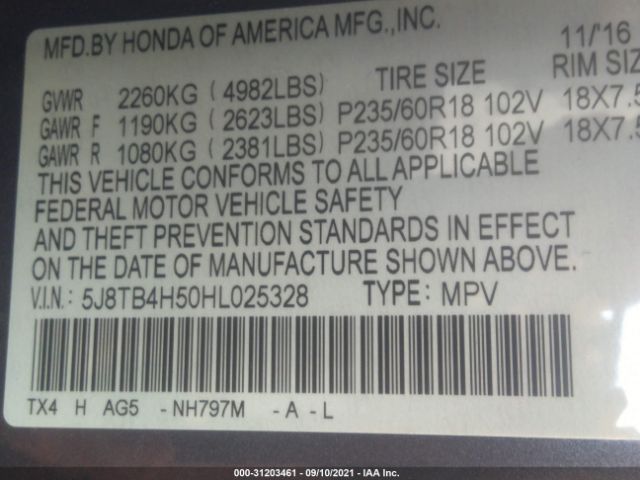 MFD.BY HONDA OF AMERICA MFG.,INC. 11/'16
TIRE SIZE RIM SIZ
GVWR 2260KG ( 4982LBS)
GAWR F 1190KG ( 2623LBS) P235/60R18 102V 18X7.5
GAWR R 1080KG ( 2381LBS) P235/60R18 102V 18X7.5
THIS VEHICLE CONFORMS TO ALL APPLICABLE
FEDERAL MOTOR VEHICLE SAFETY
AND THEFT PREVENTION STANDARDS IN EFFECT
ON THE DATE OF MANUFACTURE SHOWN ABOVE.
V.I.N.: 5J8TB4H50HL025328 TYPE: MPV
TX4 H AG5 - NH797M - A - L
000-31203461 - 09/10/2021 - IAA Inc.